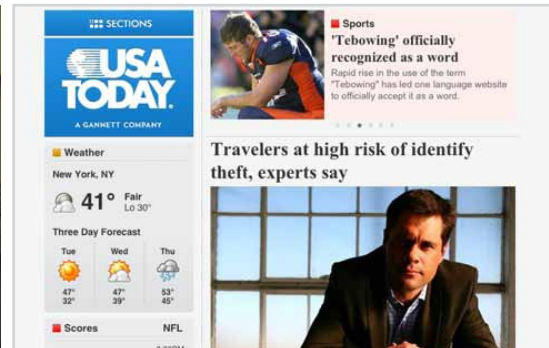 SECTIONS
USA
TODAY.
A GANNETT COMPANY
Weather
New York, NY
41° Fair
Lo 30°
Three Day Forecast
Tue Wed Thu
47° 47° 53°
32° 39° 45°
Scores NFL
Sports
'Tebowing' officially
recognized as a word
Rapid rise in the use of the term
"Tebowing" has led one language website
to officially accept it as a word.
Travelers at high risk of identify
theft, experts say